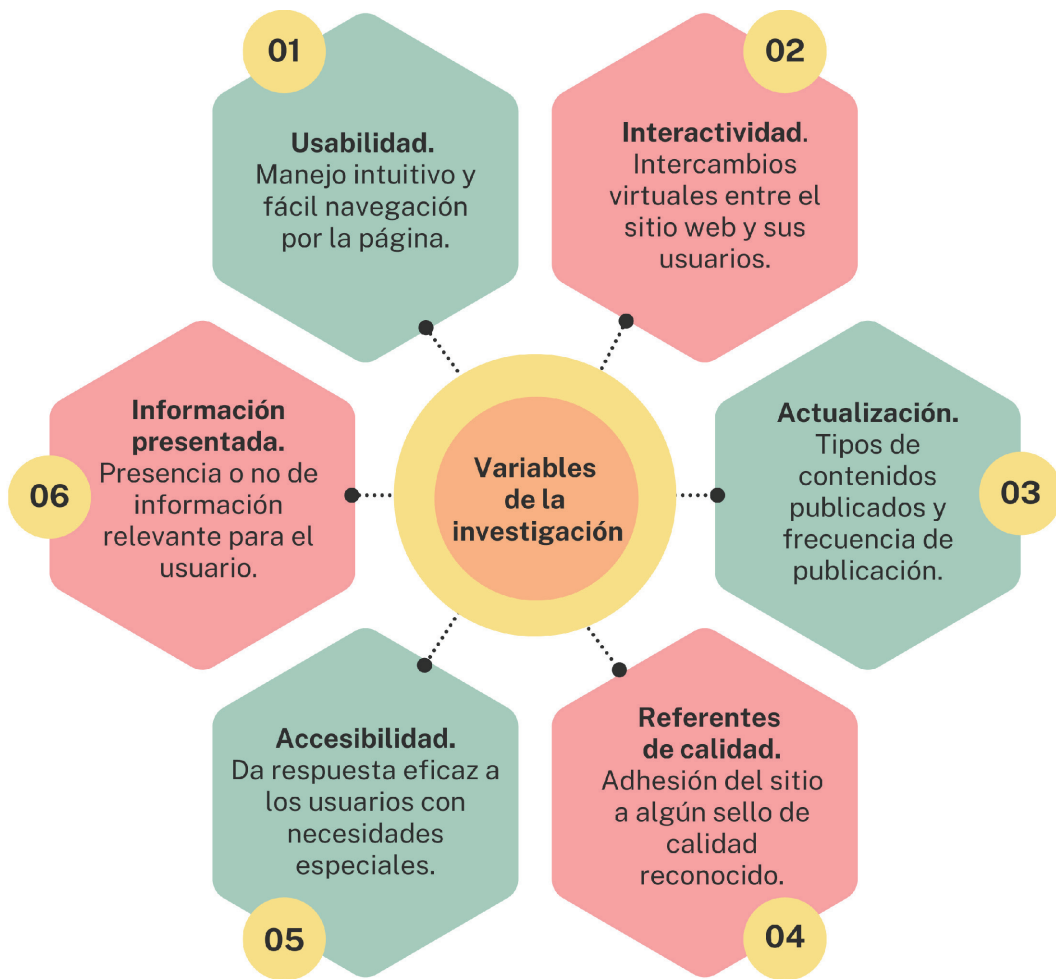 01
Usabilidad.
Manejo intuitivo y
fácil navegación
por la página.
02
Interactividad.
Intercambios
virtuales entre el
sitio web y sus
usuarios.
Actualización.
Tipos de
contenidos
publicados y
frecuencia de
publicación.
03
Referentes
de calidad.
Adhesión del sitio
a algún sello de
calidad
reconocido.
04
Accesibilidad.
Da respuesta eficaz a
los usuarios con
necesidades
especiales.
05
Información
presentada.
Presencia o no de
información
relevante para el
usuario.
06
Variables
de la
investigación